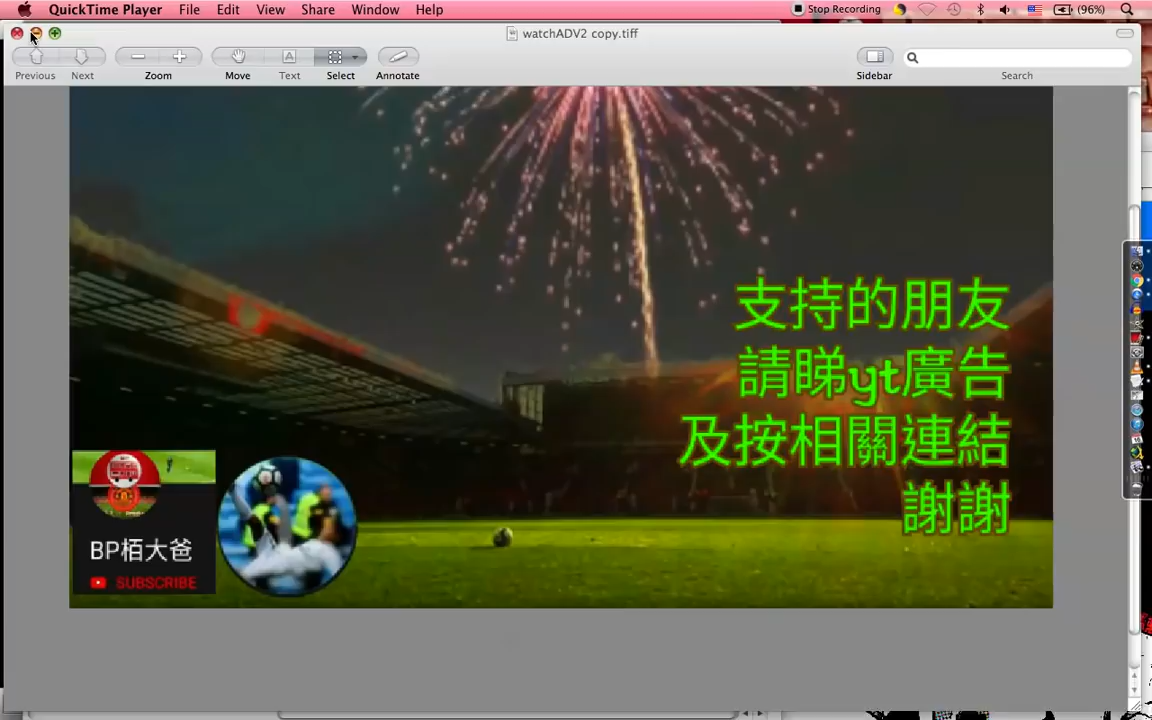 QuickTime Player File Edit View Share Window Help Stop Recording (96%)
watchADV2 copy.tiff
Previous Next Zoom Move Text Select Annotate Sidebar Search
支持的朋友
請睇yt廣告
及按相關連結
謝謝
BP栢大爸
SUBSCRIBE